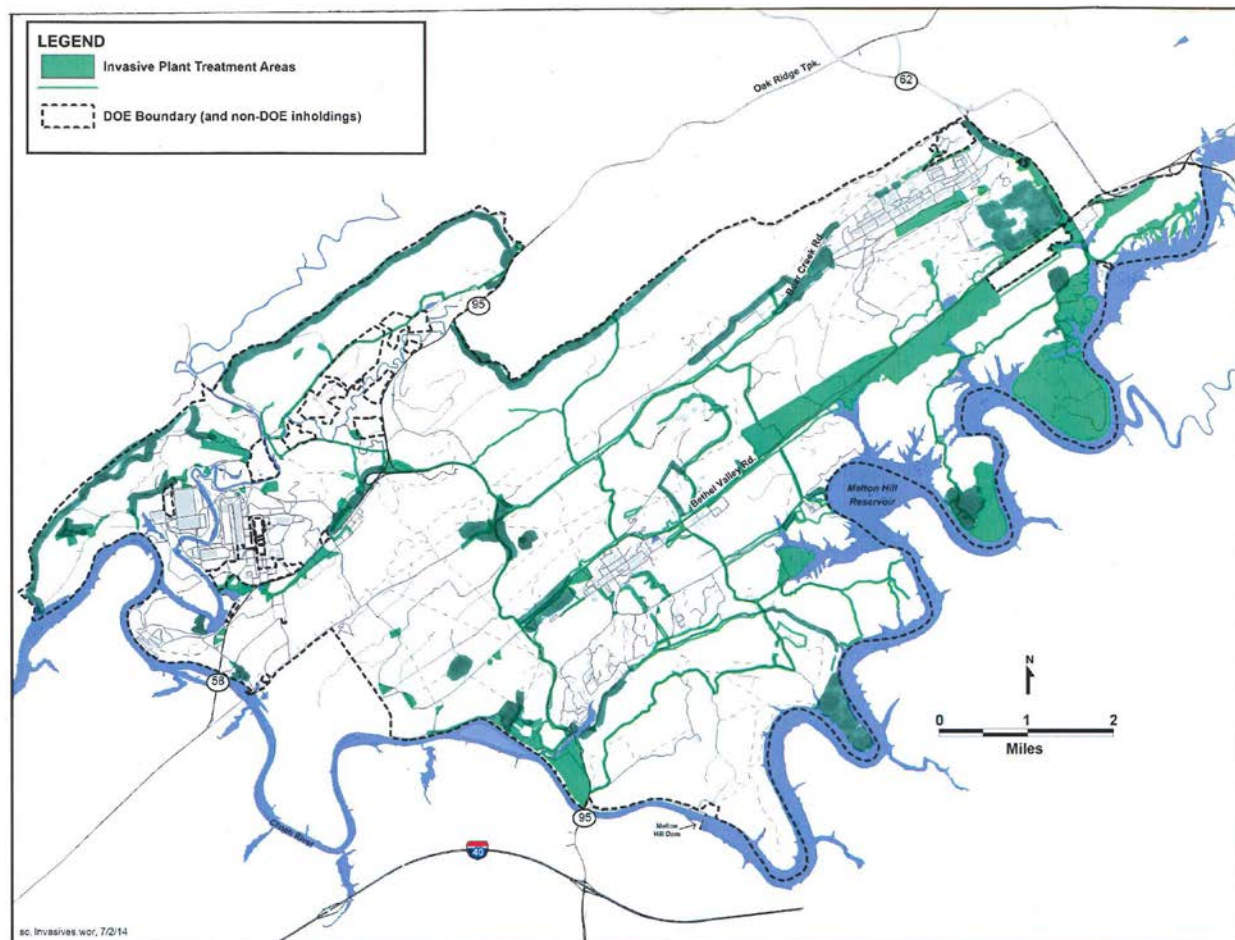 LEGEND
Invasive Plant Treatment Areas
DOE Boundary (and non-DOE inholdings)
Oak Ridge Tpk.
62
95
Bear Creek Rd.
Bethel Valley Rd.
Melton Hill
Reservoir
58
N
0 1 2
Miles
95
Melton
Hill Dam
Clinch River
40
sc, Invasives.wor, 7/2/14